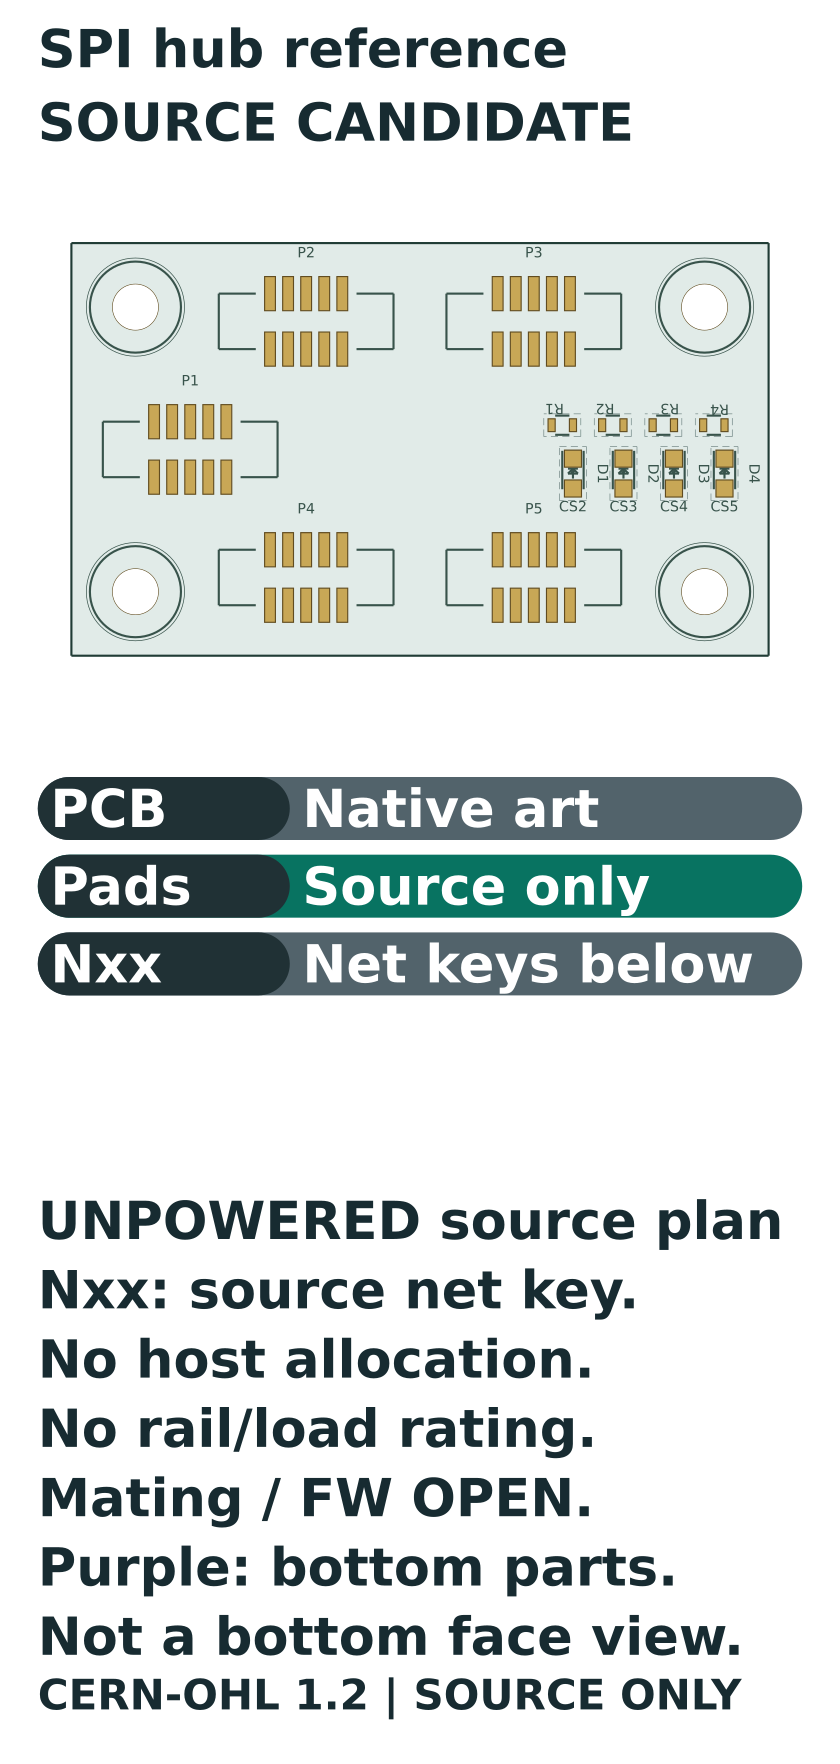 SPI hub reference
SOURCE CANDIDATE
P2 P3
P1
R1 R2 R3 R4
D1 D2 D3 D4
P4 P5 CS2 CS3 CS4 CS5
PCB Native art
Pads Source only
Nxx Net keys below
UNPOWERED source plan
Nxx: source net key.
No host allocation.
No rail/load rating.
Mating / FW OPEN.
Purple: bottom parts.
Not a bottom face view.
CERN-OHL 1.2 | SOURCE ONLY